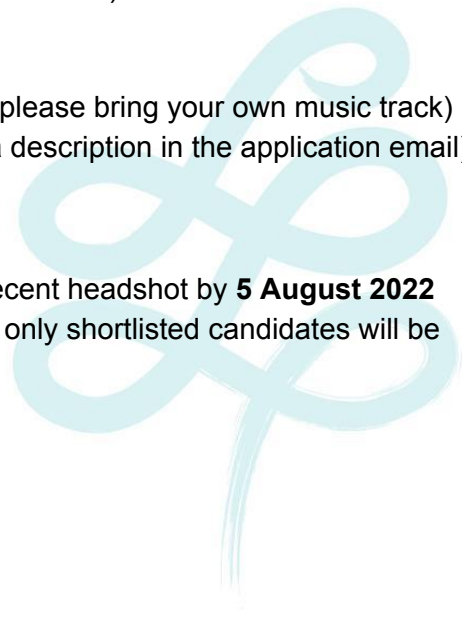 please bring your own music track)
description in the application email)
ecent headshot by 5 August 2022
only shortlisted candidates will be